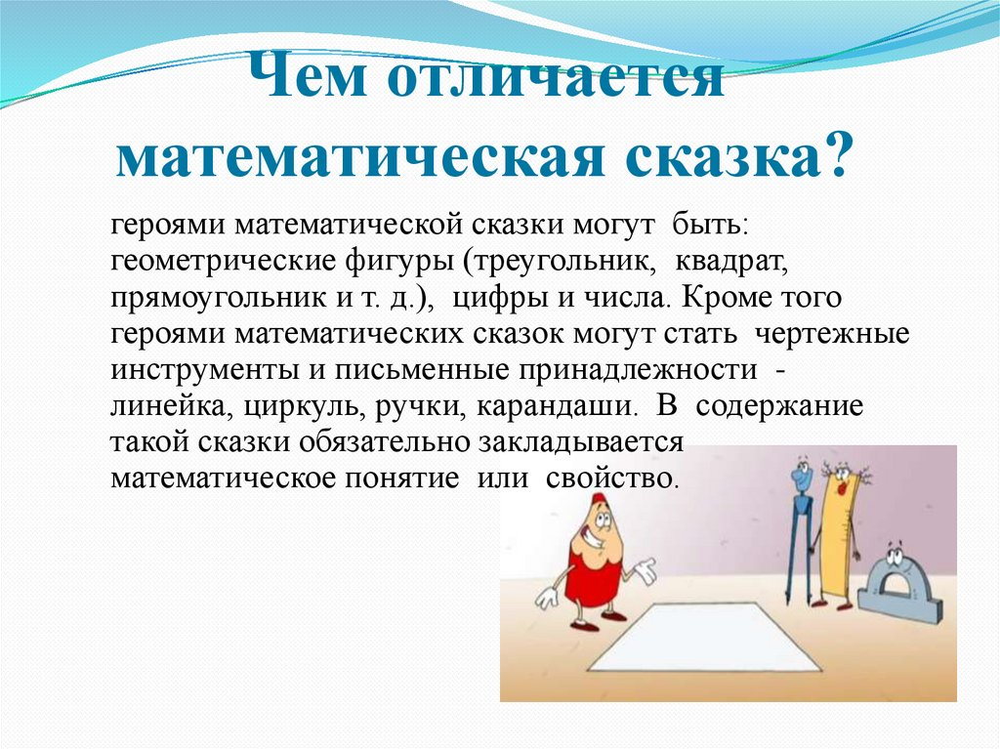 Чем отличается
математическая сказка?
героями математической сказки могут быть:
геометрические фигуры (треугольник, квадрат,
прямоугольник и т. д.), цифры и числа. Кроме того
героями математических сказок могут стать чертежные
инструменты и письменные принадлежности -
линейка, циркуль, ручки, карандаши. В содержание
такой сказки обязательно закладывается
математическое понятие или свойство.